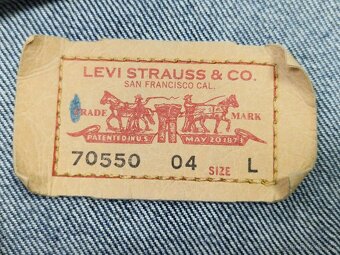 LEVI STRAUSS & CO.
SAN FRANCISCO CAL.
TRADE MARK
PATENTED IN U.S. MAY 20 1873
70550 04 SIZE L